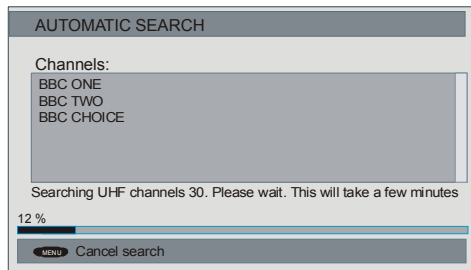 AUTOMATIC SEARCH
Channels:
BBC ONE
BBC TWO
BBC CHOICE
Searching UHF channels 30. Please wait. This will take a few minutes
12 %
MENU Cancel search